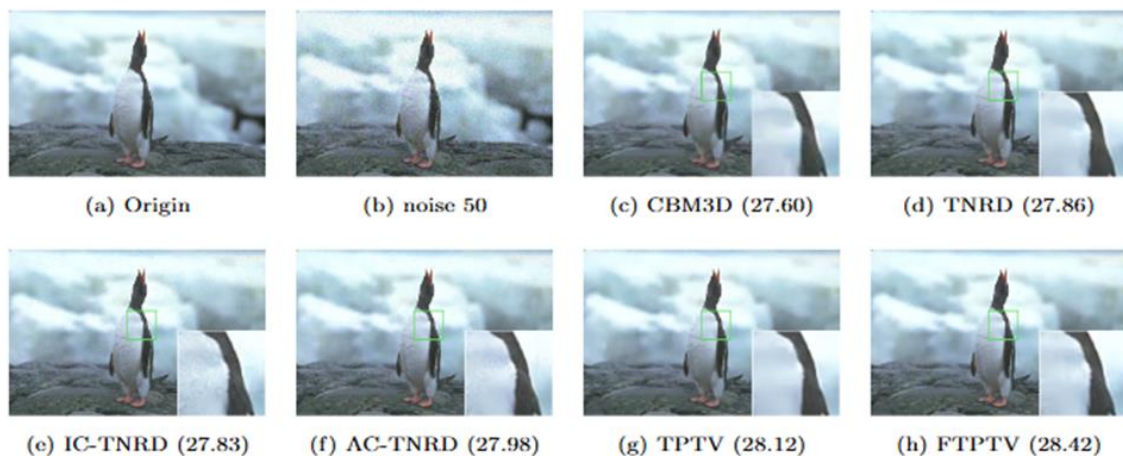 (a) Origin
(b) noise 50
(c) CBM3D (27.60)
(d) TNRD (27.86)
(e) IC-TNRD (27.83)
(f) AC-TNRD (27.98)
(g) TPTV (28.12)
(h) FTPTV (28.42)